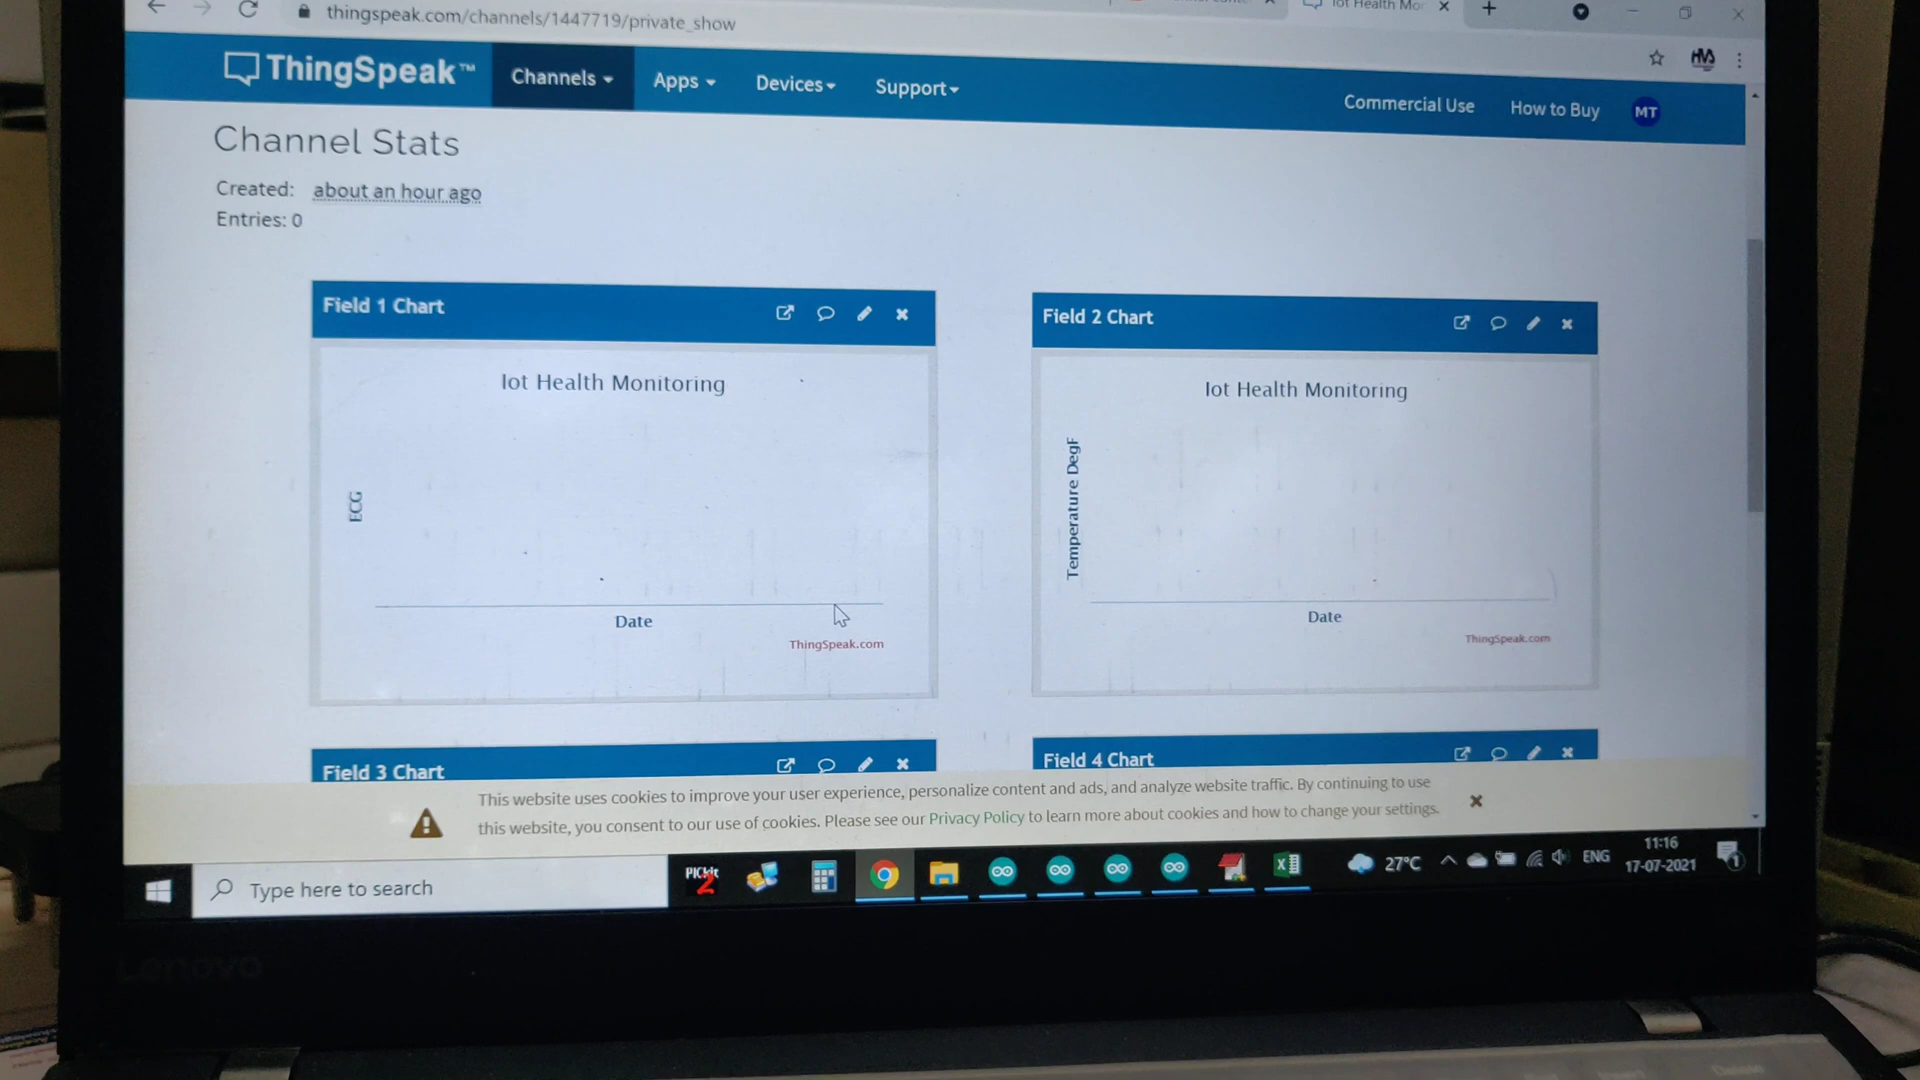 thingspeak.com/channels/1447719/private_show
Iot Health Mo
ThingSpeak™
Channels
Apps
Devices
Support
Commercial Use
How to Buy
MT
Channel Stats
Created: about an hour ago
Entries: 0
Field 1 Chart
Iot Health Monitoring
ECG
Date
ThingSpeak.com
Field 2 Chart
Iot Health Monitoring
Temperature DegF
Date
ThingSpeak.com
Field 3 Chart
Field 4 Chart
This website uses cookies to improve your user experience, personalize content and ads, and analyze website traffic. By continuing to use
this website, you consent to our use of cookies. Please see our Privacy Policy to learn more about cookies and how to change your settings.
Type here to search
PICkit
2
27°C
ENG
11:16
17-07-2021
1
Lenovo